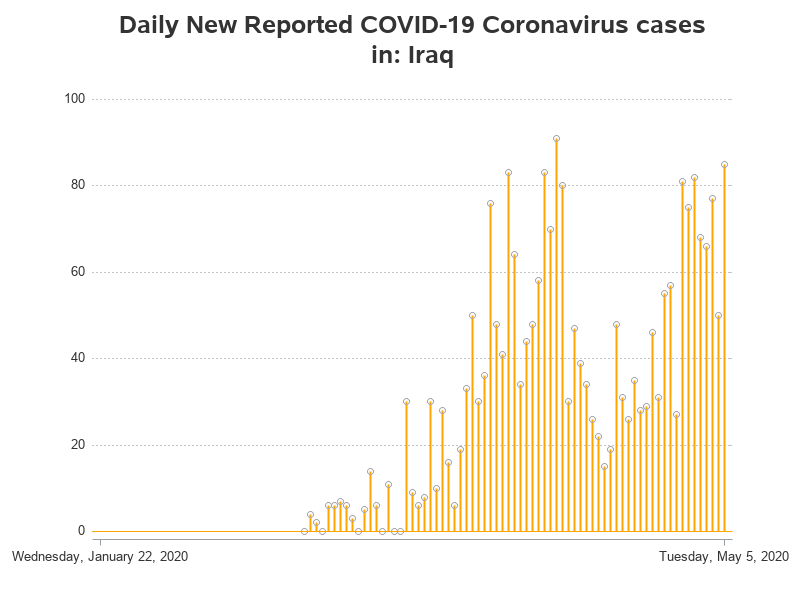 Daily New Reported COVID-19 Coronavirus cases
in: Iraq
100
80
60
40
20
0
Wednesday, January 22, 2020
Tuesday, May 5, 2020